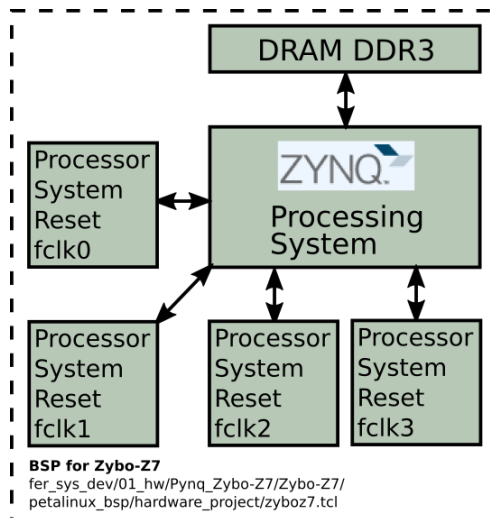 DRAM DDR3
ZYNQ™
Processing
System
Processor
System
Reset
fclk0
Processor
System
Reset
fclk1
Processor
System
Reset
fclk2
Processor
System
Reset
fclk3
BSP for Zybo-Z7
fer_sys_dev/01_hw/Pynq_Zybo-Z7/Zybo-Z7/
petalinux_bsp/hardware_project/zyboz7.tcl